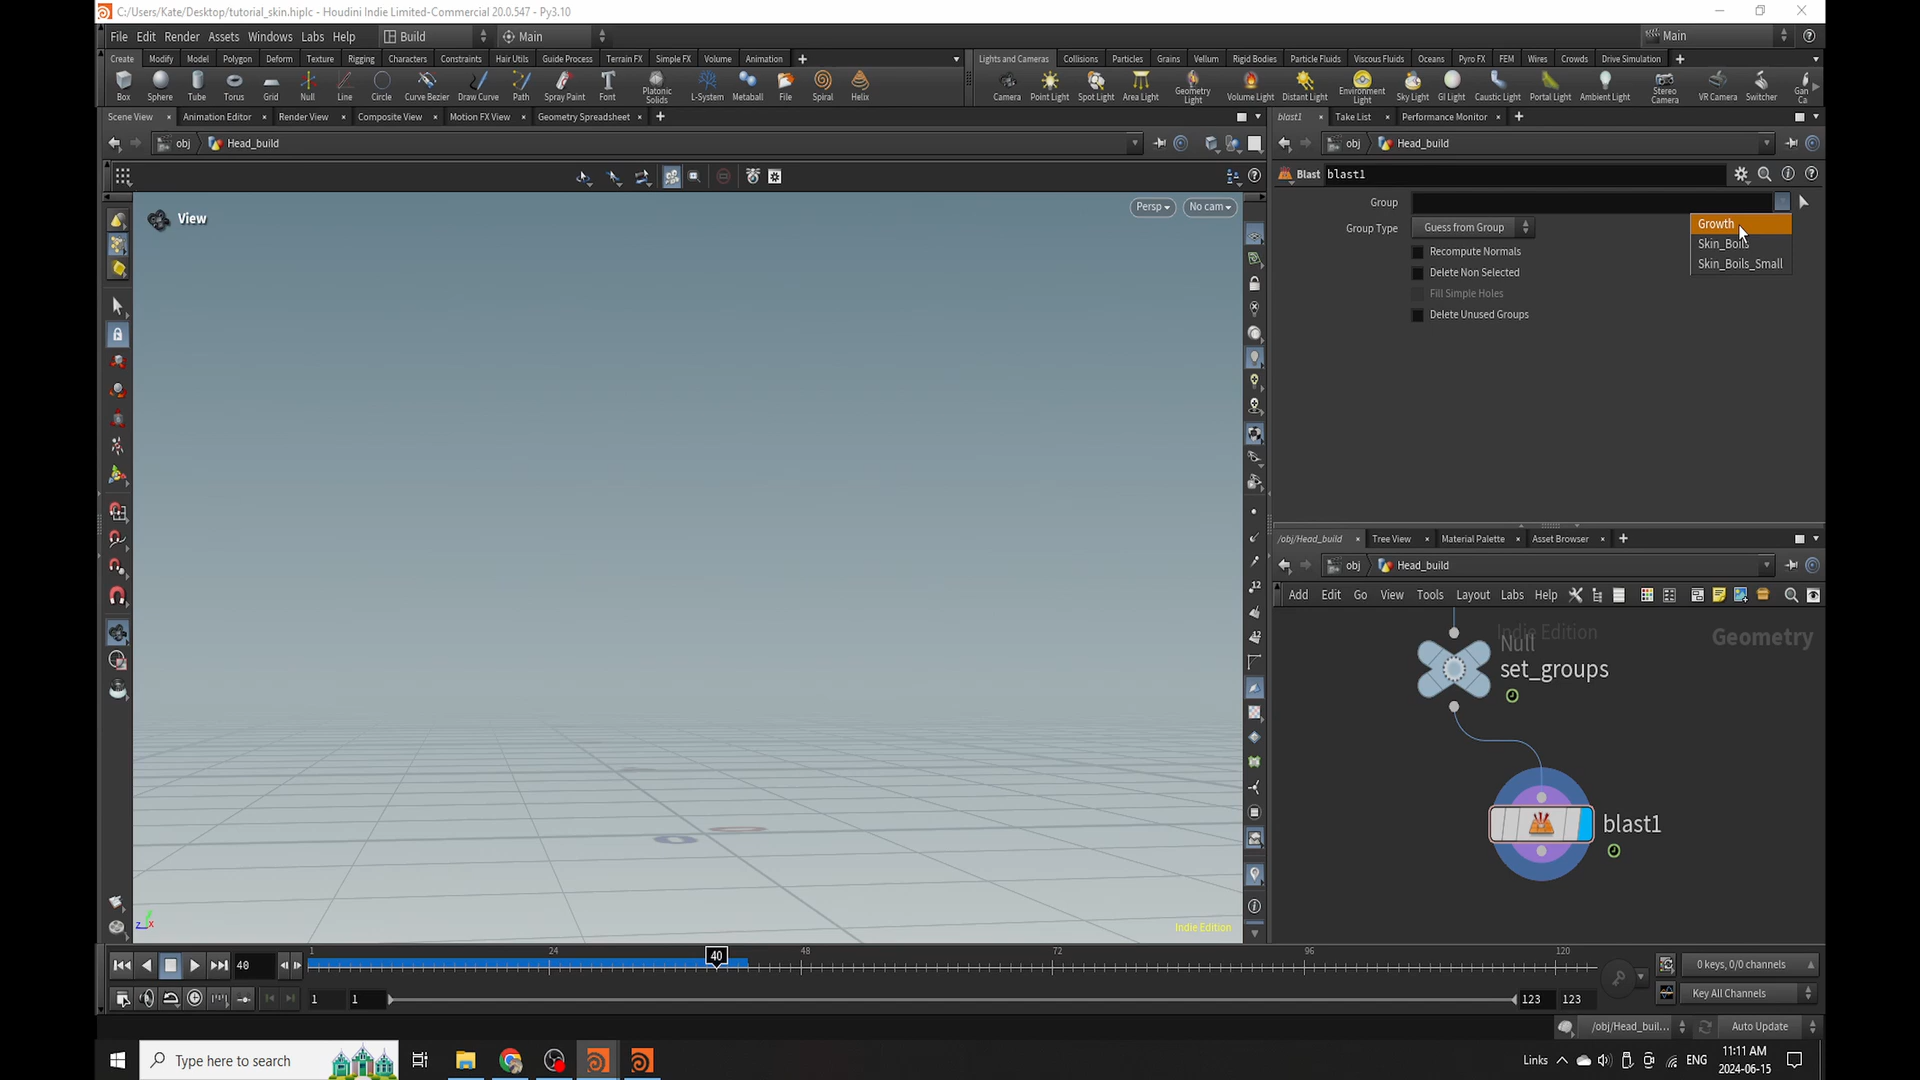 C:/Users/Kate/Desktop/tutorial_skin.hiplc - Houdini Indie Limited-Commercial 20.0.547 - Py3.10
File Edit Render Assets Windows Labs Help Build Main Main
Create Modify Model Polygon Deform Texture Rigging Characters Constraints Hair Utils Guide Process Terrain FX Simple FX Volume Animation
Lights and Cameras Collisions Particles Grains Vellum Rigid Bodies Particle Fluids Viscous Fluids Oceans Pyro FX FEM Wires Crowds Drive Simulation
Box Sphere Tube Torus Grid Null Line Circle Curve Bezier Draw Curve Path Spray Paint Font Platonic Solids L-System Metaball File Spiral Helix
Camera Point Light Spot Light Area Light Geometry Light Volume Light Distant Light Environment Light Sky Light GI Light Caustic Light Portal Light Ambient Light Stereo Camera VR Camera Switcher
Scene View Animation Editor Render View Composite View Motion FX View Geometry Spreadsheet
blast1 Take List Performance Monitor
obj Head_build
obj Head_build
Blast blast1
View
Persp No cam
Group
Group Type Guess from Group
Growth
Skin_Boils
Skin_Boils_Small
Recompute Normals
Delete Non Selected
Fill Simple Holes
Delete Unused Groups
/obj/Head_build Tree View Material Palette Asset Browser
obj Head_build
Add Edit Go View Tools Layout Labs Help
Indie Edition
Geometry
Null
set_groups
blast1
Indie Edition
40 1 24 40 48 72 96 120
0 keys, 0/0 channels
1 1 123 123
Key All Channels
/obj/Head_buil... Auto Update
Type here to search
Links ENG 11:11 AM
2024-06-15